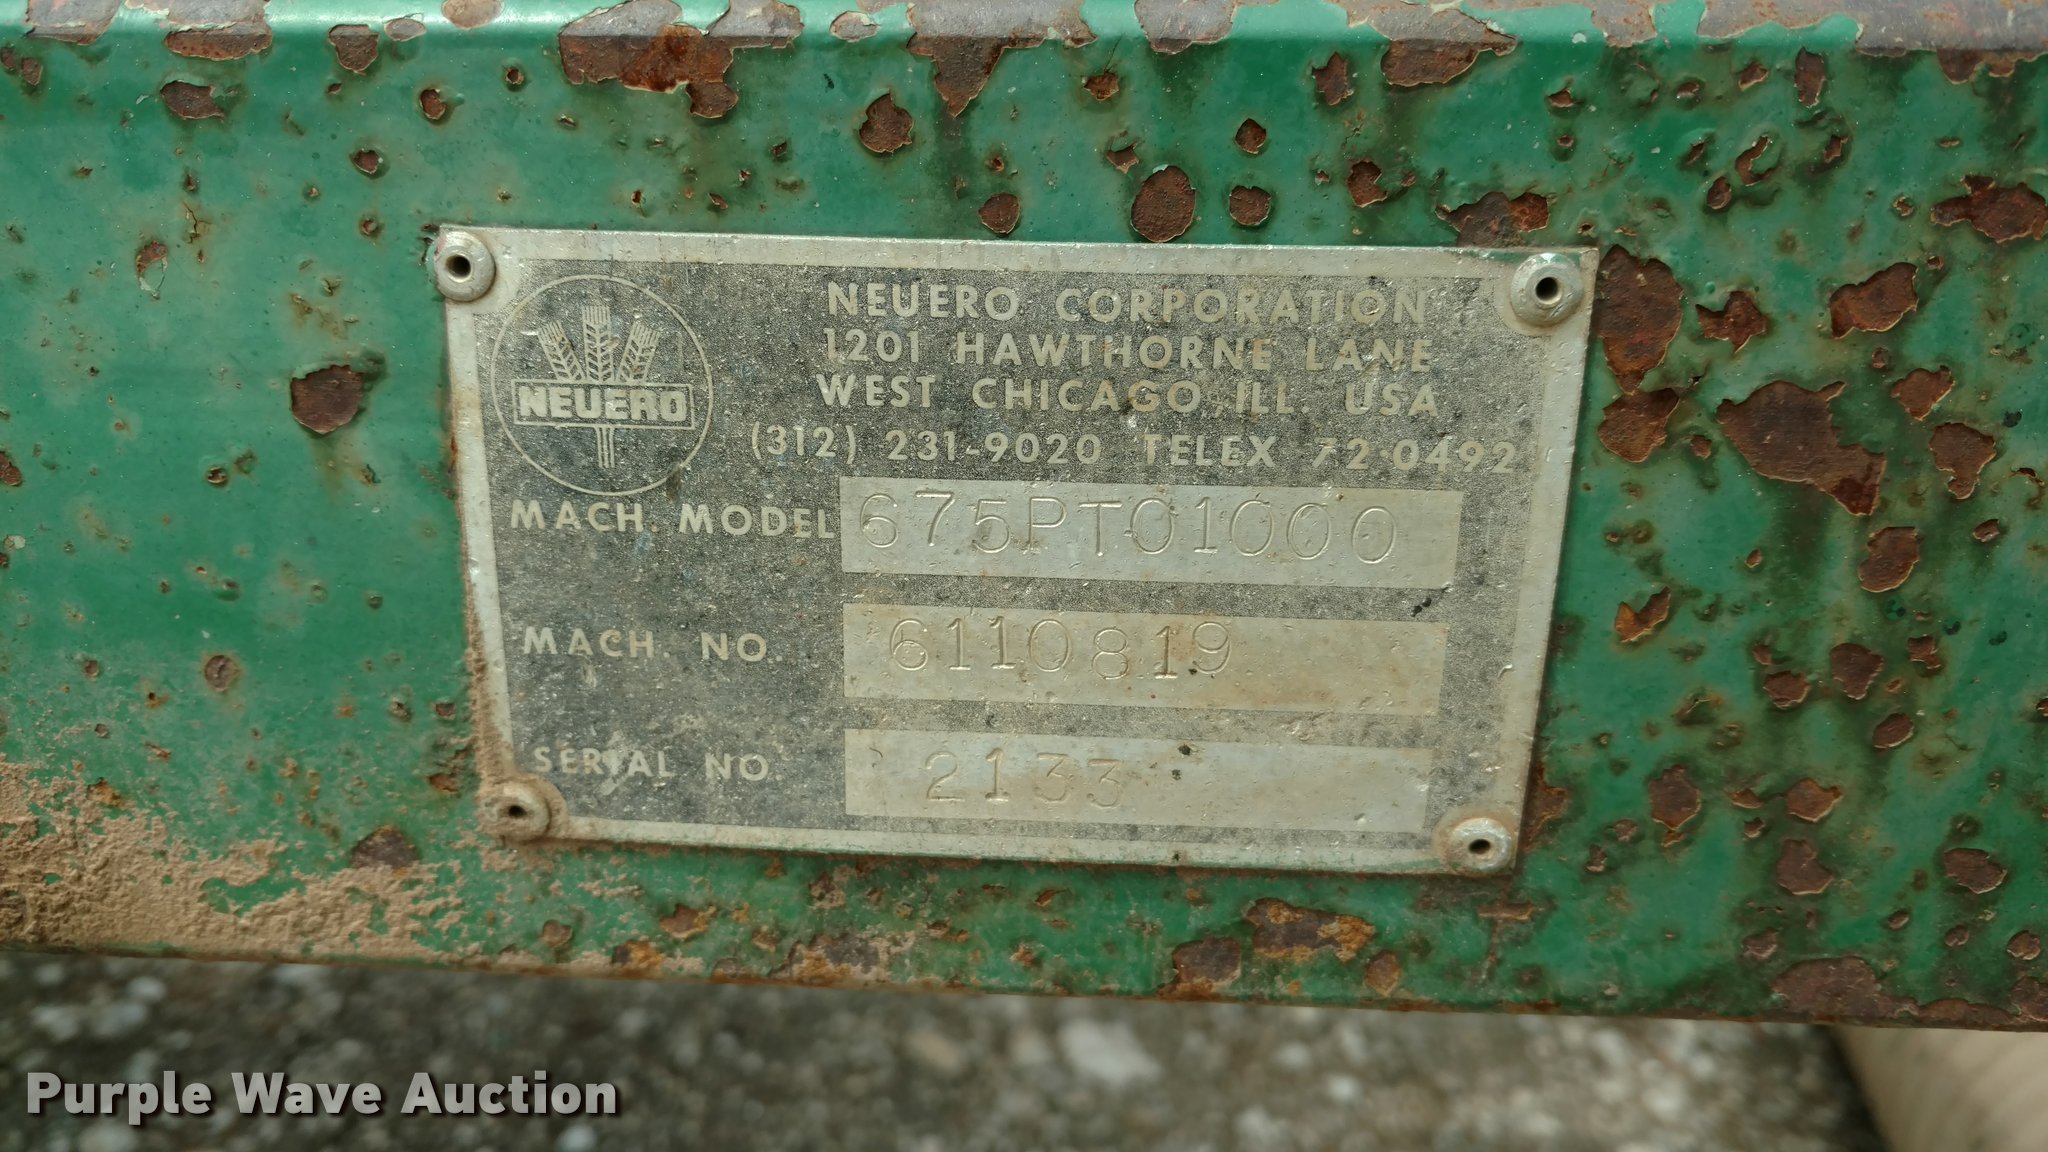 NEUERO
NEUERO CORPORATION
1201 HAWTHORNE LANE
WEST CHICAGO, ILL. USA
(312) 231-9020 TELEX 72-0492
MACH. MODEL 675PTO1000
MACH. NO. 6110819
SERIAL NO. 2133
Purple Wave Auction